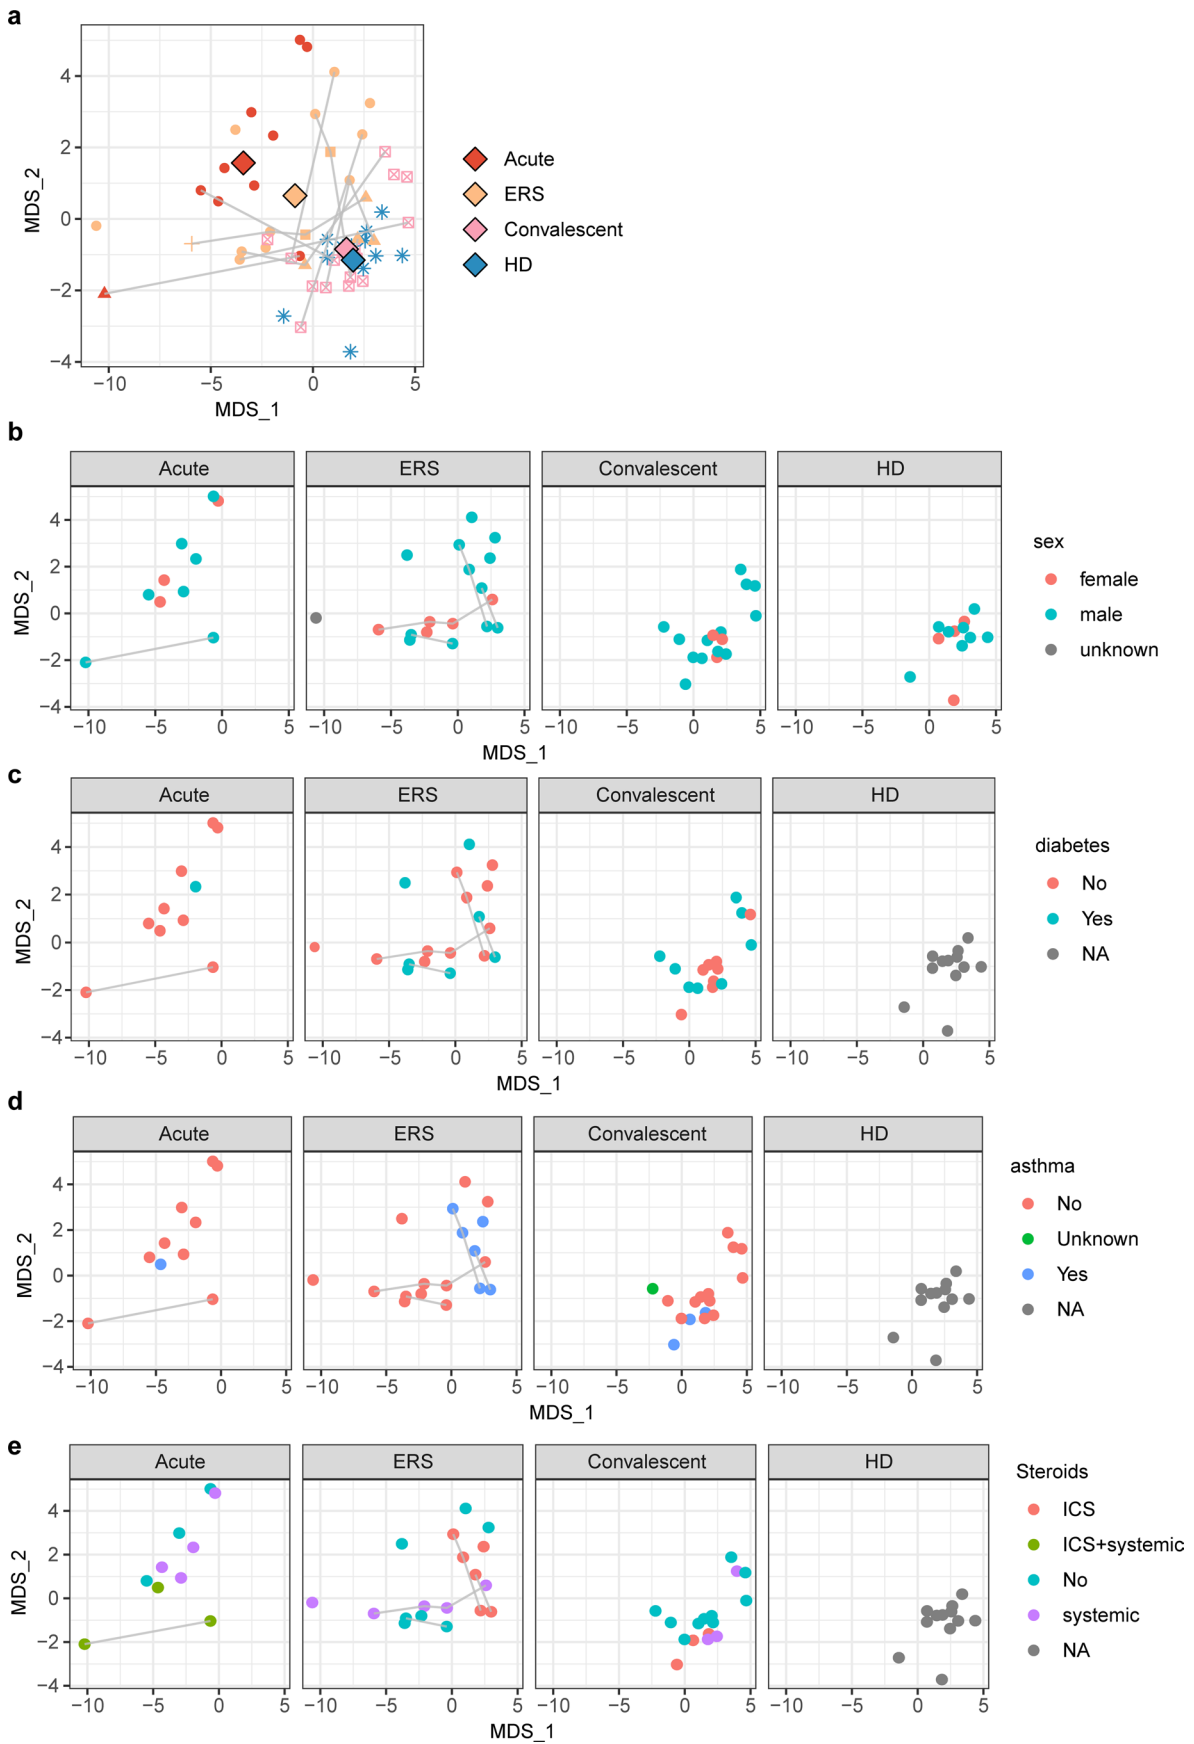 a
4
2
0
−2
−4
MDS_2
−10 −5 0 5
MDS_1
Acute
ERS
Convalescent
HD
b
Acute ERS Convalescent HD
4
2
0
−2
−4
MDS_2
−10 −5 0 5 −10 −5 0 5 −10 −5 0 5 −10 −5 0 5
MDS_1
sex
female
male
unknown
c
Acute ERS Convalescent HD
4
2
0
−2
−4
MDS_2
−10 −5 0 5 −10 −5 0 5 −10 −5 0 5 −10 −5 0 5
MDS_1
diabetes
No
Yes
NA
d
Acute ERS Convalescent HD
4
2
0
−2
−4
MDS_2
−10 −5 0 5 −10 −5 0 5 −10 −5 0 5 −10 −5 0 5
MDS_1
asthma
No
Unknown
Yes
NA
e
Acute ERS Convalescent HD
4
2
0
−2
−4
MDS_2
−10 −5 0 5 −10 −5 0 5 −10 −5 0 5 −10 −5 0 5
MDS_1
Steroids
ICS
ICS+systemic
No
systemic
NA